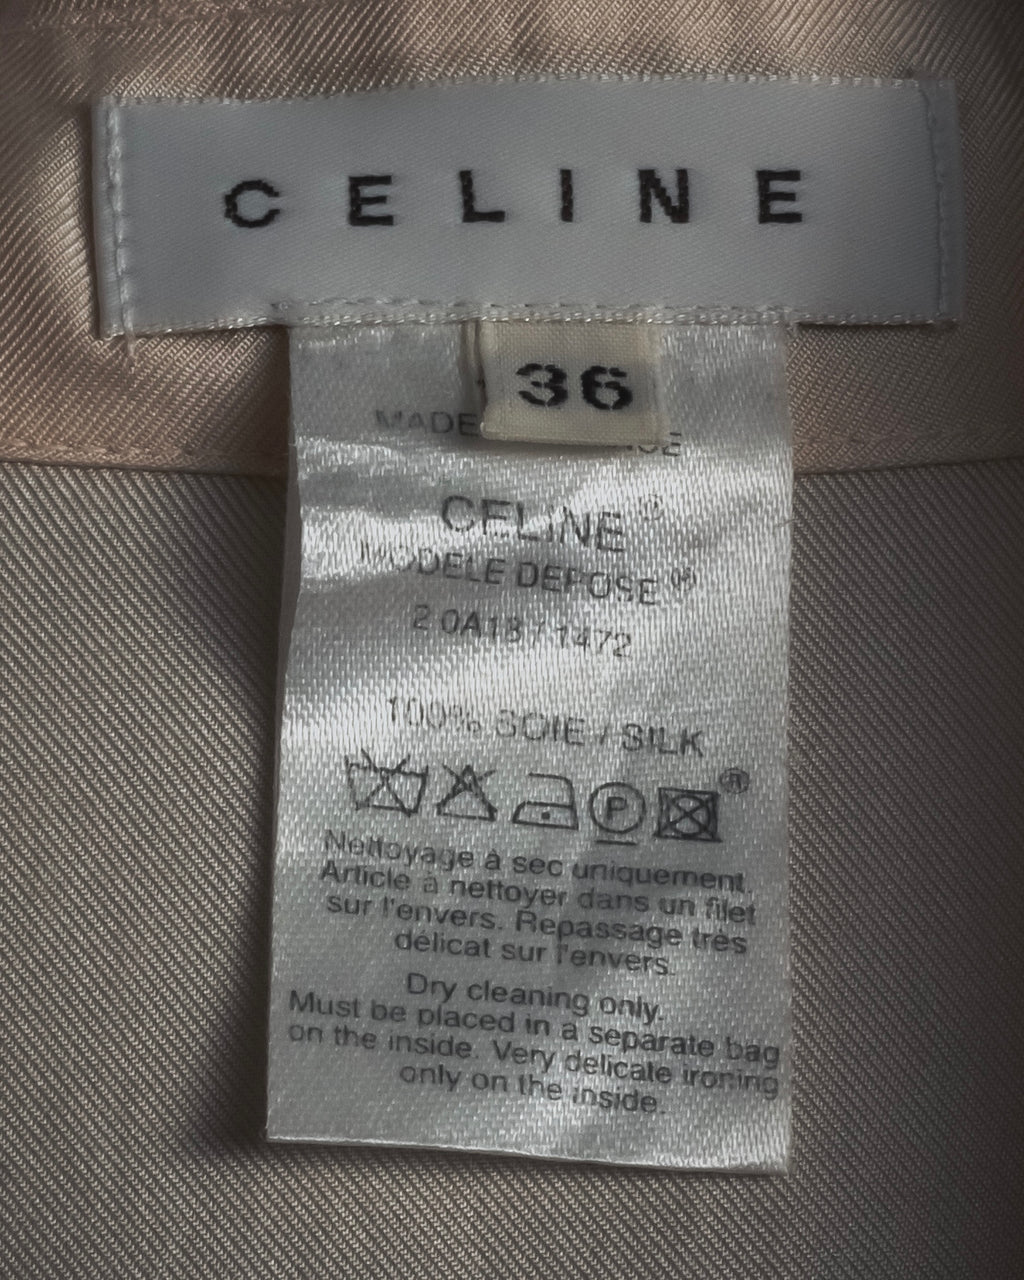 CELINE
36
MADE
CELINE®
MODELE DEPOSE
2 0A18 / 1472
100% SOIE / SILK
P ®
Nettoyage à sec uniquement.
Article à nettoyer dans un filet
sur l'envers. Repassage très
délicat sur l'envers.
Dry cleaning only.
Must be placed in a separate bag
on the inside. Very delicate ironing
only on the inside.